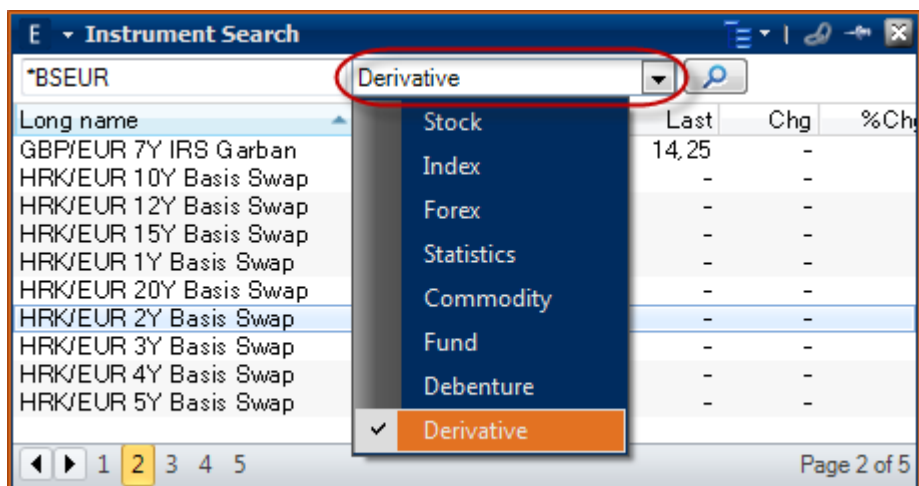 E Instrument Search
*BSEUR Derivative
Long name Last Chg %Ch
GBP/EUR 7Y IRS Garban 14,25 -
HRK/EUR 10Y Basis Swap - -
HRK/EUR 12Y Basis Swap - -
HRK/EUR 15Y Basis Swap - -
HRK/EUR 1Y Basis Swap - -
HRK/EUR 20Y Basis Swap - -
HRK/EUR 2Y Basis Swap - -
HRK/EUR 3Y Basis Swap - -
HRK/EUR 4Y Basis Swap - -
HRK/EUR 5Y Basis Swap - -
Stock
Index
Forex
Statistics
Commodity
Fund
Debenture
Derivative
1 2 3 4 5 Page 2 of 5